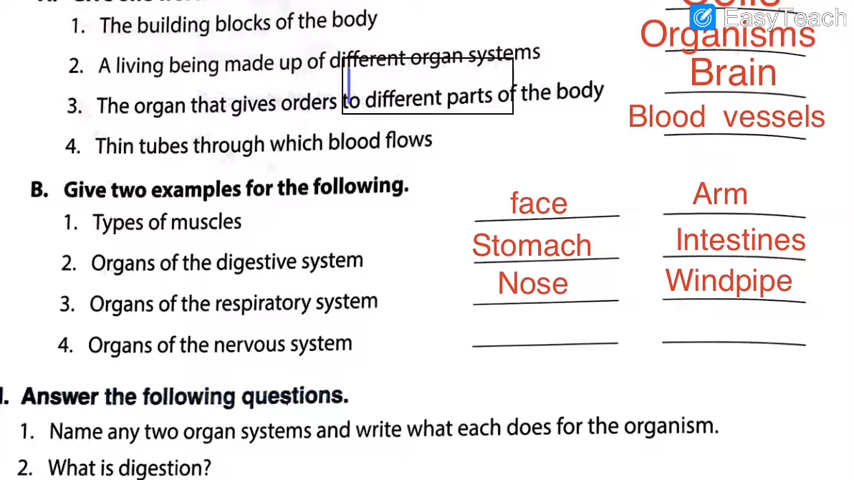 Cells
EasyTeach
1. The building blocks of the body
Organisms
2. A living being made up of different organ systems
Brain
3. The organ that gives orders to different parts of the body
Blood vessels
4. Thin tubes through which blood flows
B. Give two examples for the following.
1. Types of muscles face Arm
2. Organs of the digestive system Stomach Intestines
3. Organs of the respiratory system Nose Windpipe
4. Organs of the nervous system
I. Answer the following questions.
1. Name any two organ systems and write what each does for the organism.
2. What is digestion?